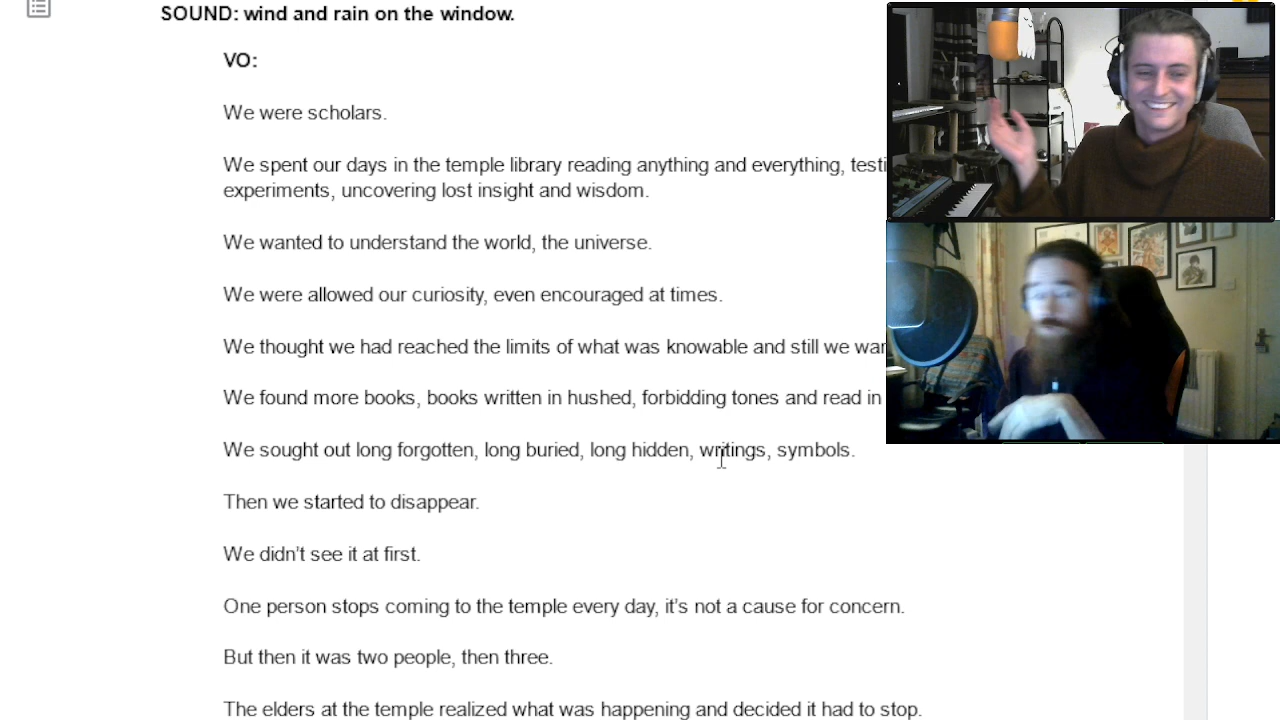 SOUND: wind and rain on the window.
VO:
We were scholars.
We spent our days in the temple library reading anything and everything,
experiments, uncovering lost insight and wisdom.
We wanted to understand the world, the universe.
We were allowed our curiosity, even encouraged at times.
We thought we had reached the limits of what was knowable and still we
We found more books, books written in hushed, forbidding tones and read in
We sought out long forgotten, long buried, long hidden, writings, symbols.
Then we started to disappear.
We didn't see it at first.
One person stops coming to the temple every day, it's not a cause for concern.
But then it was two people, then three.
The elders at the temple realized what was happening and decided it had to stop.